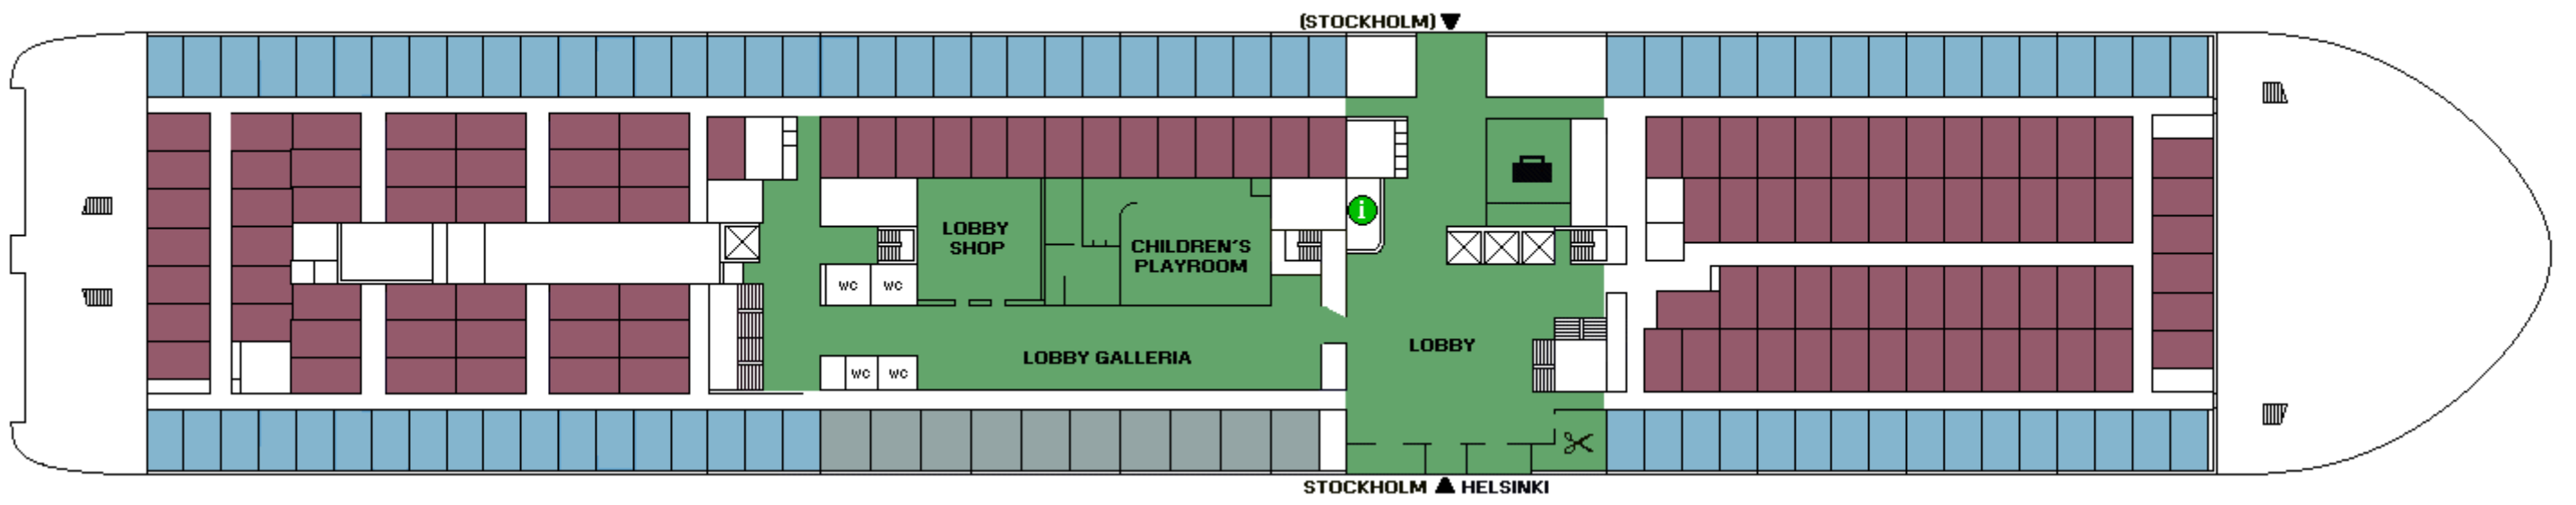 (STOCKHOLM)
i
LOBBY
SHOP
CHILDREN'S
PLAYROOM
WC WC
LOBBY GALLERIA
LOBBY
WC WC
STOCKHOLM HELSINKI